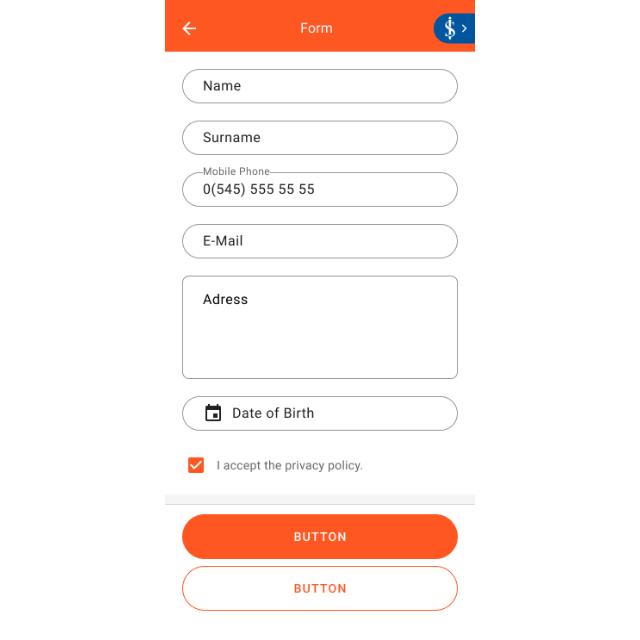 Form
Name
Surname
Mobile Phone
0(545) 555 55 55
E-Mail
Adress
Date of Birth
I accept the privacy policy.
BUTTON
BUTTON